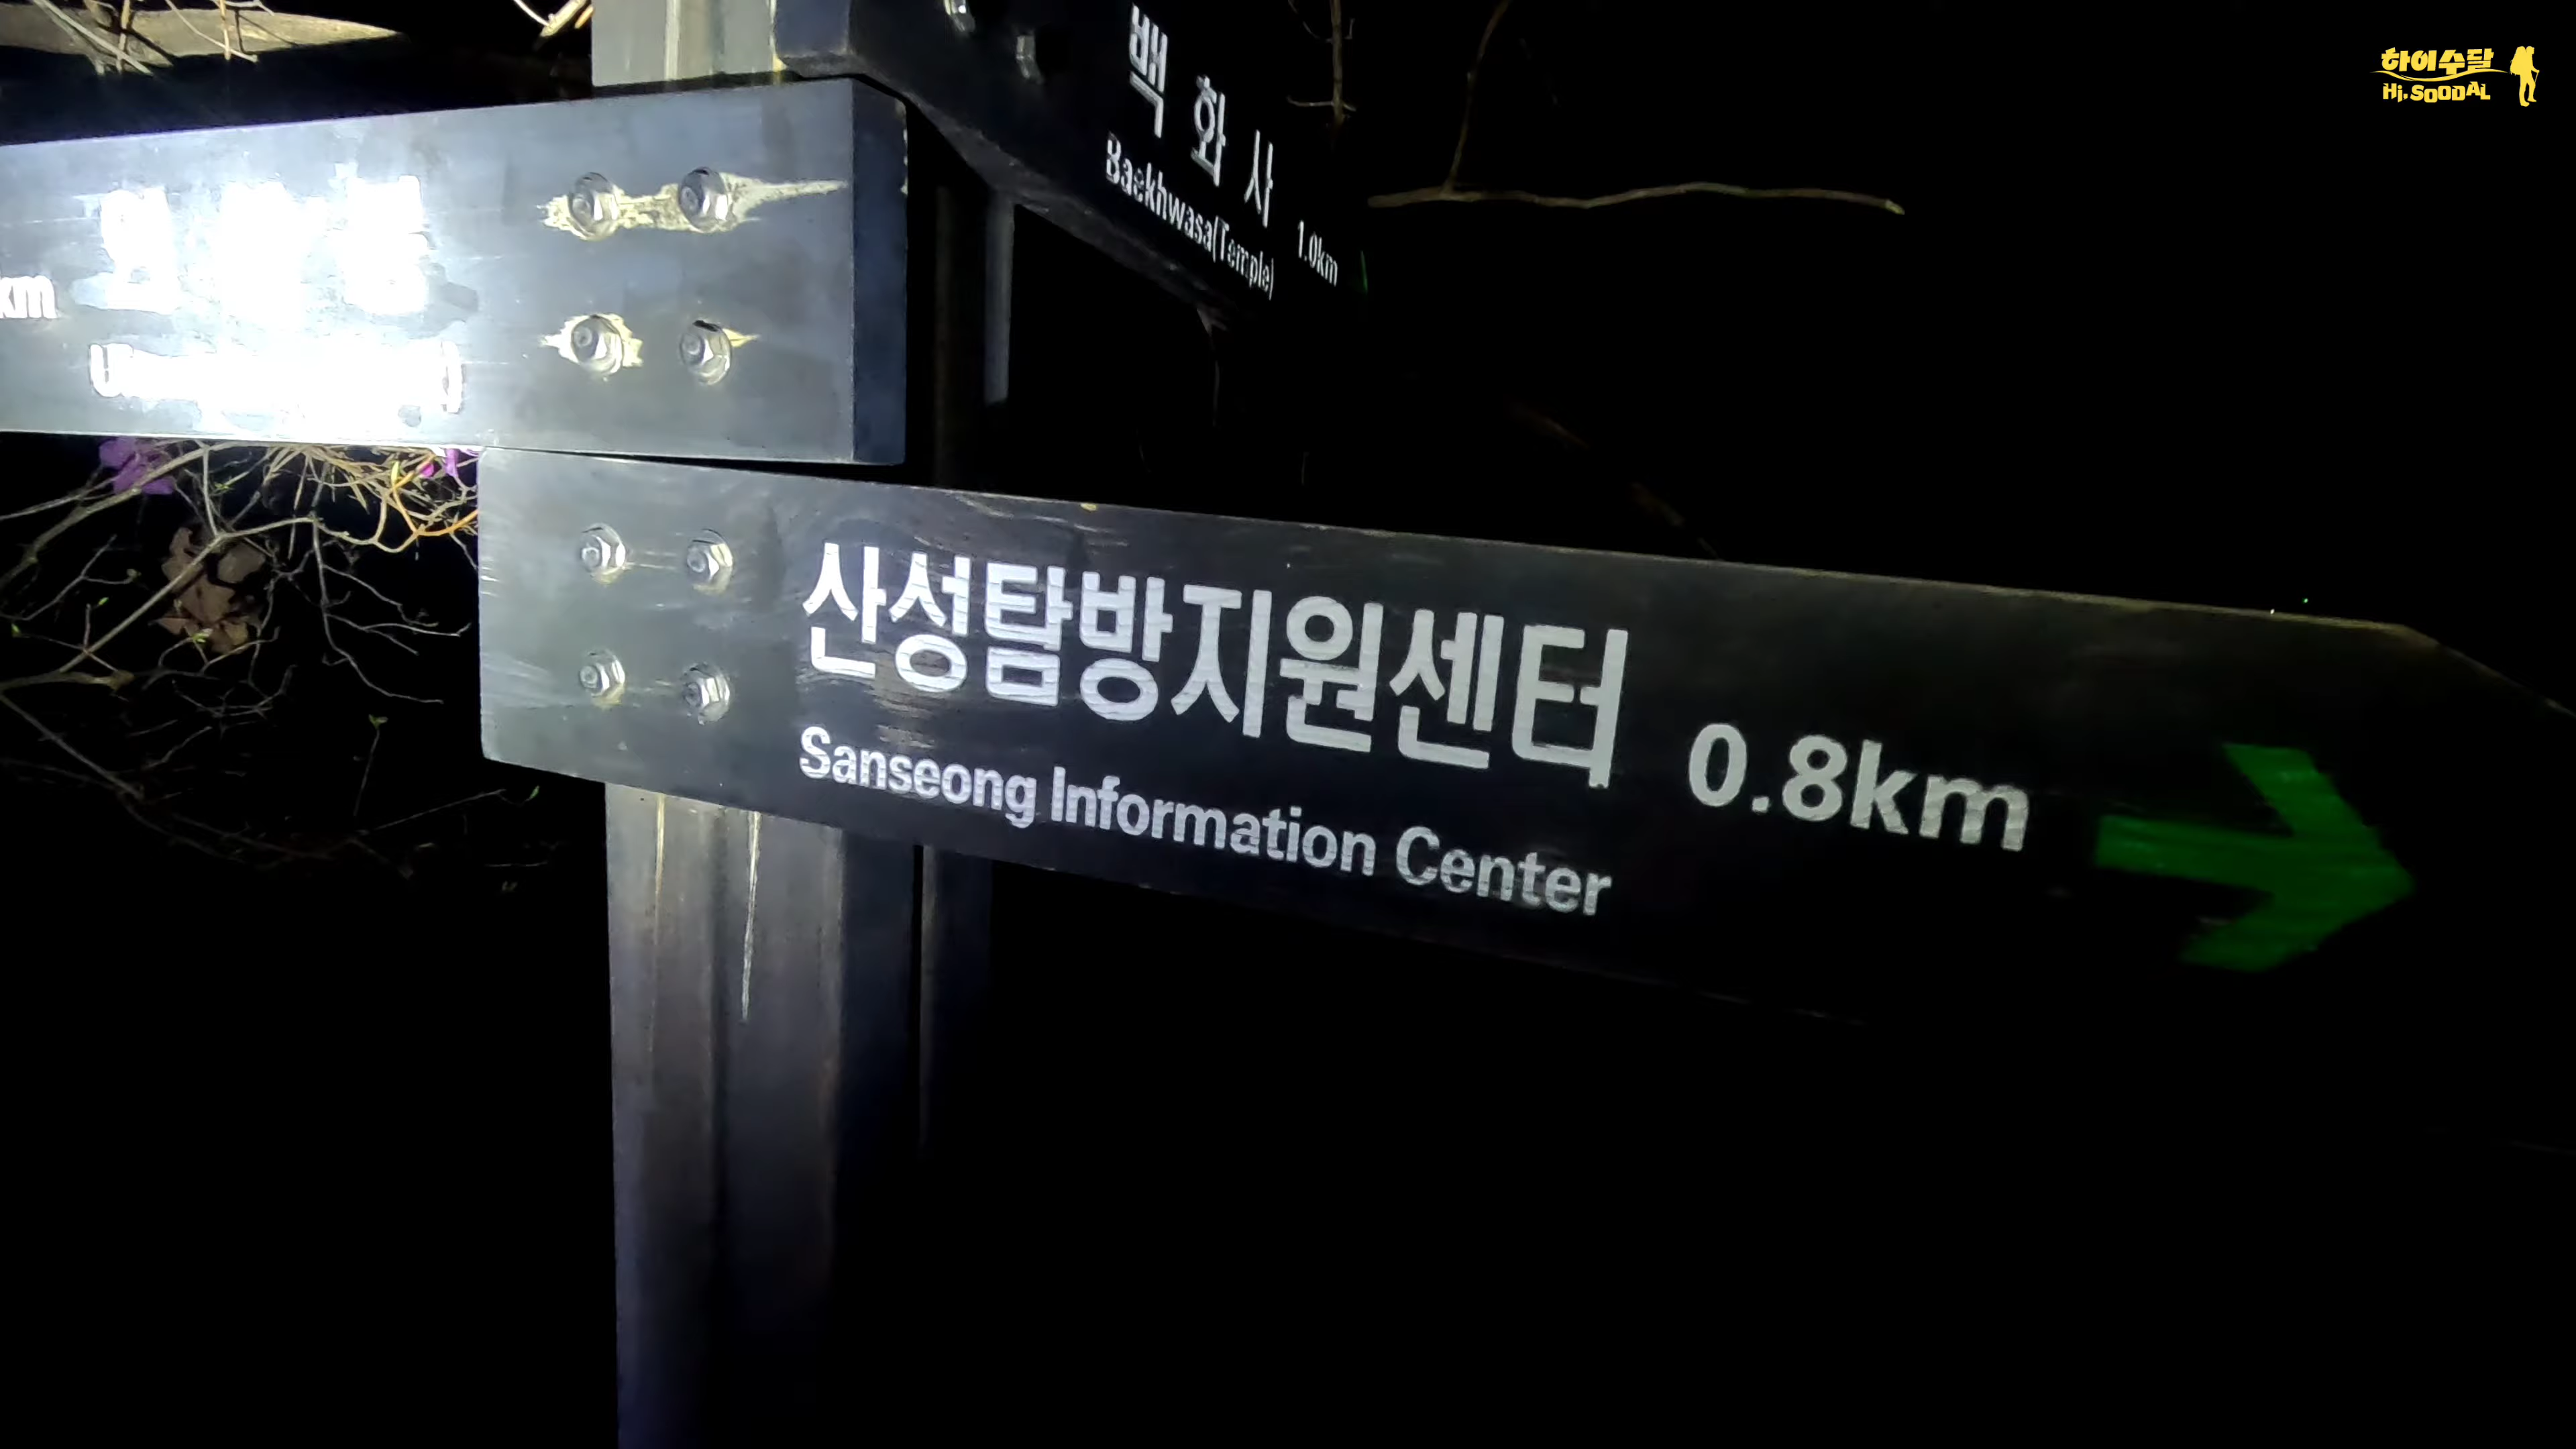 하이수달
Hi, SOODAL
백화사 1.0km
Baekhwasa(Temple)
km
산성탐방지원센터 0.8km
Sanseong Information Center